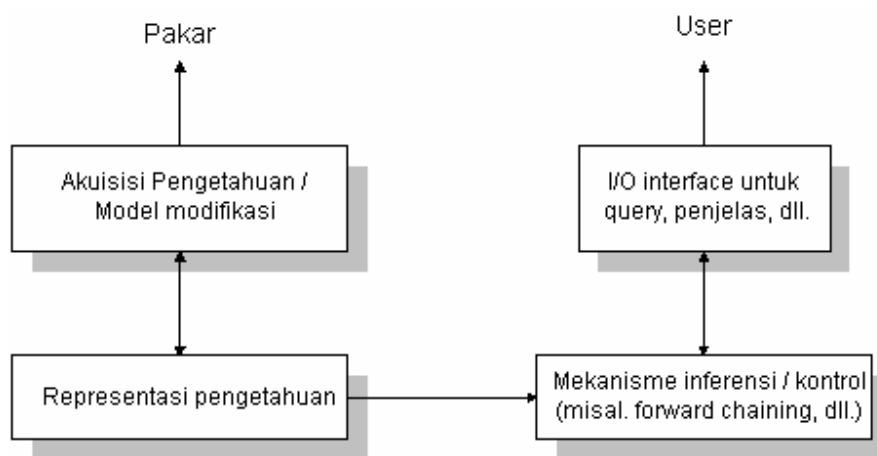 Pakar
User
Akuisisi Pengetahuan /
Model modifikasi
I/O interface untuk
query, penjelas, dll.
Representasi pengetahuan
Mekanisme inferensi / kontrol
(misal. forward chaining, dll.)